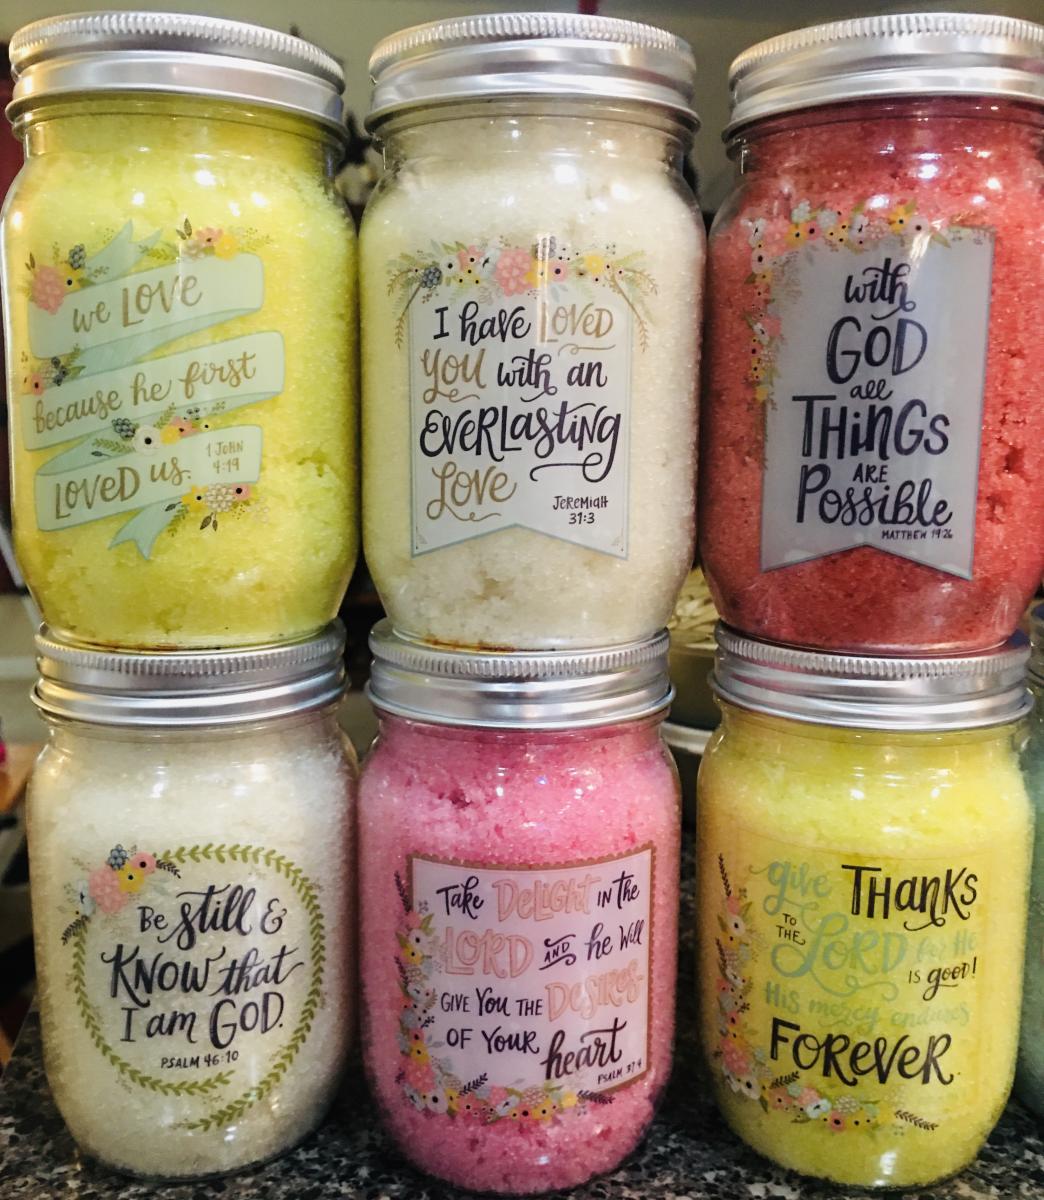 we LOVE
because he first
LOVED us.
1 JOHN
4:19
I have LOVED
You with an
EVERLasting
Love
JEREMIAH
31:3
with
GOD
all
THiNGS
ARE
Possible
MATTHEW 19:26
Be still &
KNOW that
I am GOD.
PSALM 46:10
Take DeLight IN the
LORD AND he Will
GIVE You THE Desires
OF YOUR
heart
PSALM 37:4
give THANKS
TO
THE LORD for He
IS good!
His mercy endures
FOREVER.